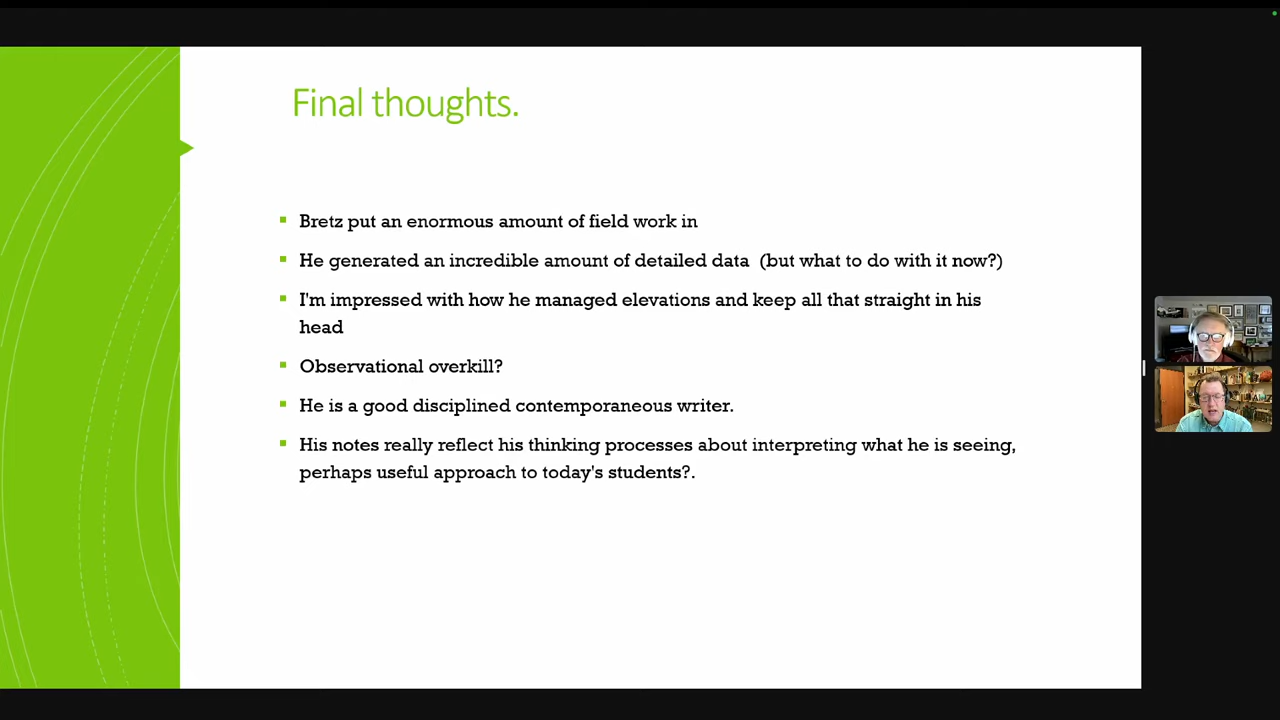 Final thoughts.
Bretz put an enormous amount of field work in
He generated an incredible amount of detailed data (but what to do with it now?)
I'm impressed with how he managed elevations and keep all that straight in his
head
Observational overkill?
He is a good disciplined contemporaneous writer.
His notes really reflect his thinking processes about interpreting what he is seeing,
perhaps useful approach to today's students?.